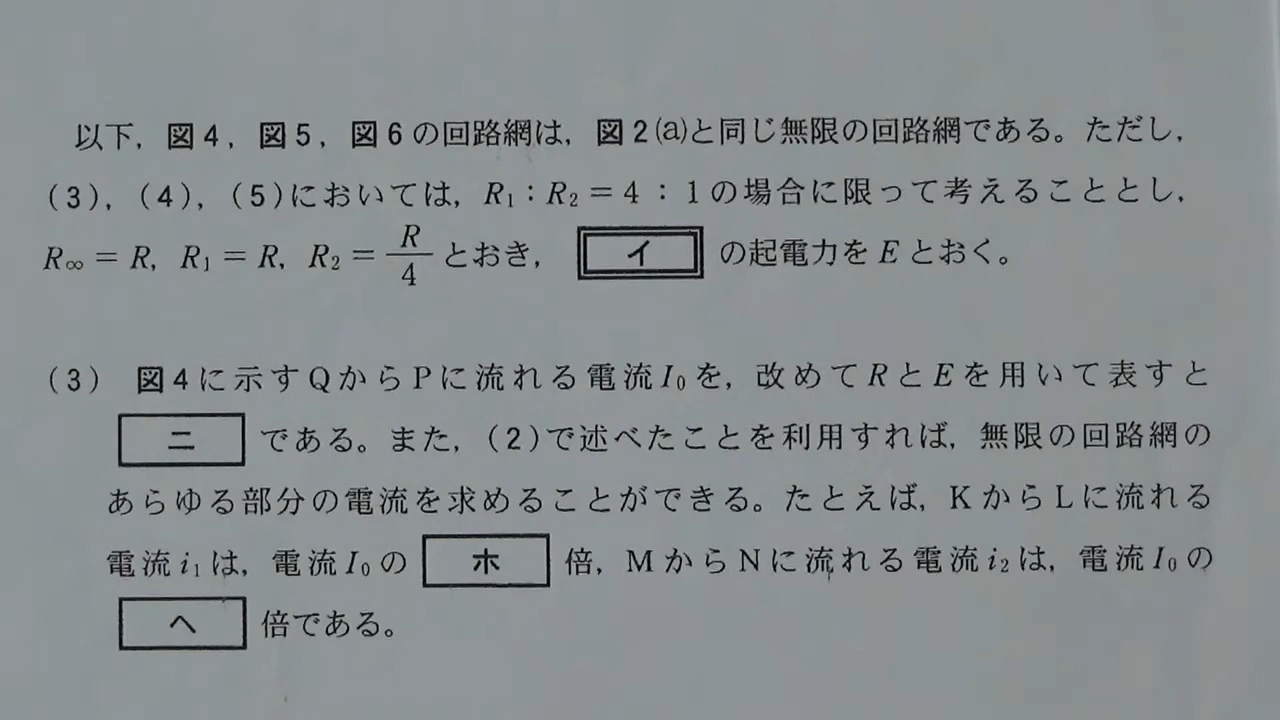 以下，図4，図5，図6の回路網は，図2(a)と同じ無限の回路網である。ただし，
(3)，(4)，(5)においては，R₁：R₂＝4：1の場合に限って考えることとし，
R∞＝R，R₁＝R，R₂＝R/4とおき，イの起電力をEとおく。
(3) 図4に示すQからPに流れる電流I₀を，改めてRとEを用いて表すと
ニである。また，(2)で述べたことを利用すれば，無限の回路網の
あらゆる部分の電流を求めることができる。たとえば，KからLに流れる
電流i₁は，電流I₀のホ倍，MからNに流れる電流i₂は，電流I₀の
ヘ倍である。